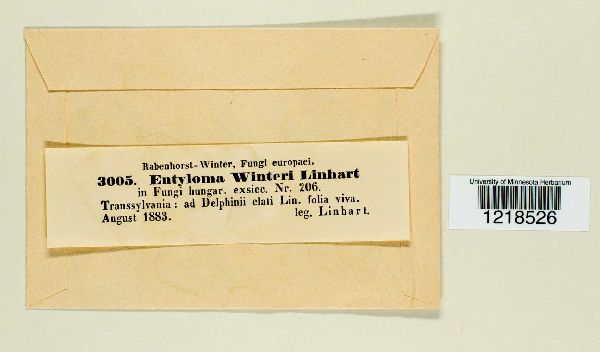 Rabenhorst-Winter, Fungi europaei.
3005. Entyloma Winteri Linhart
in Fungi hungar. exsicc. Nr. 206.
Transsylvania: ad Delphinii elati Lin. folia viva.
August 1883. leg. Linhart.
University of Minnesota Herbarium
1218526